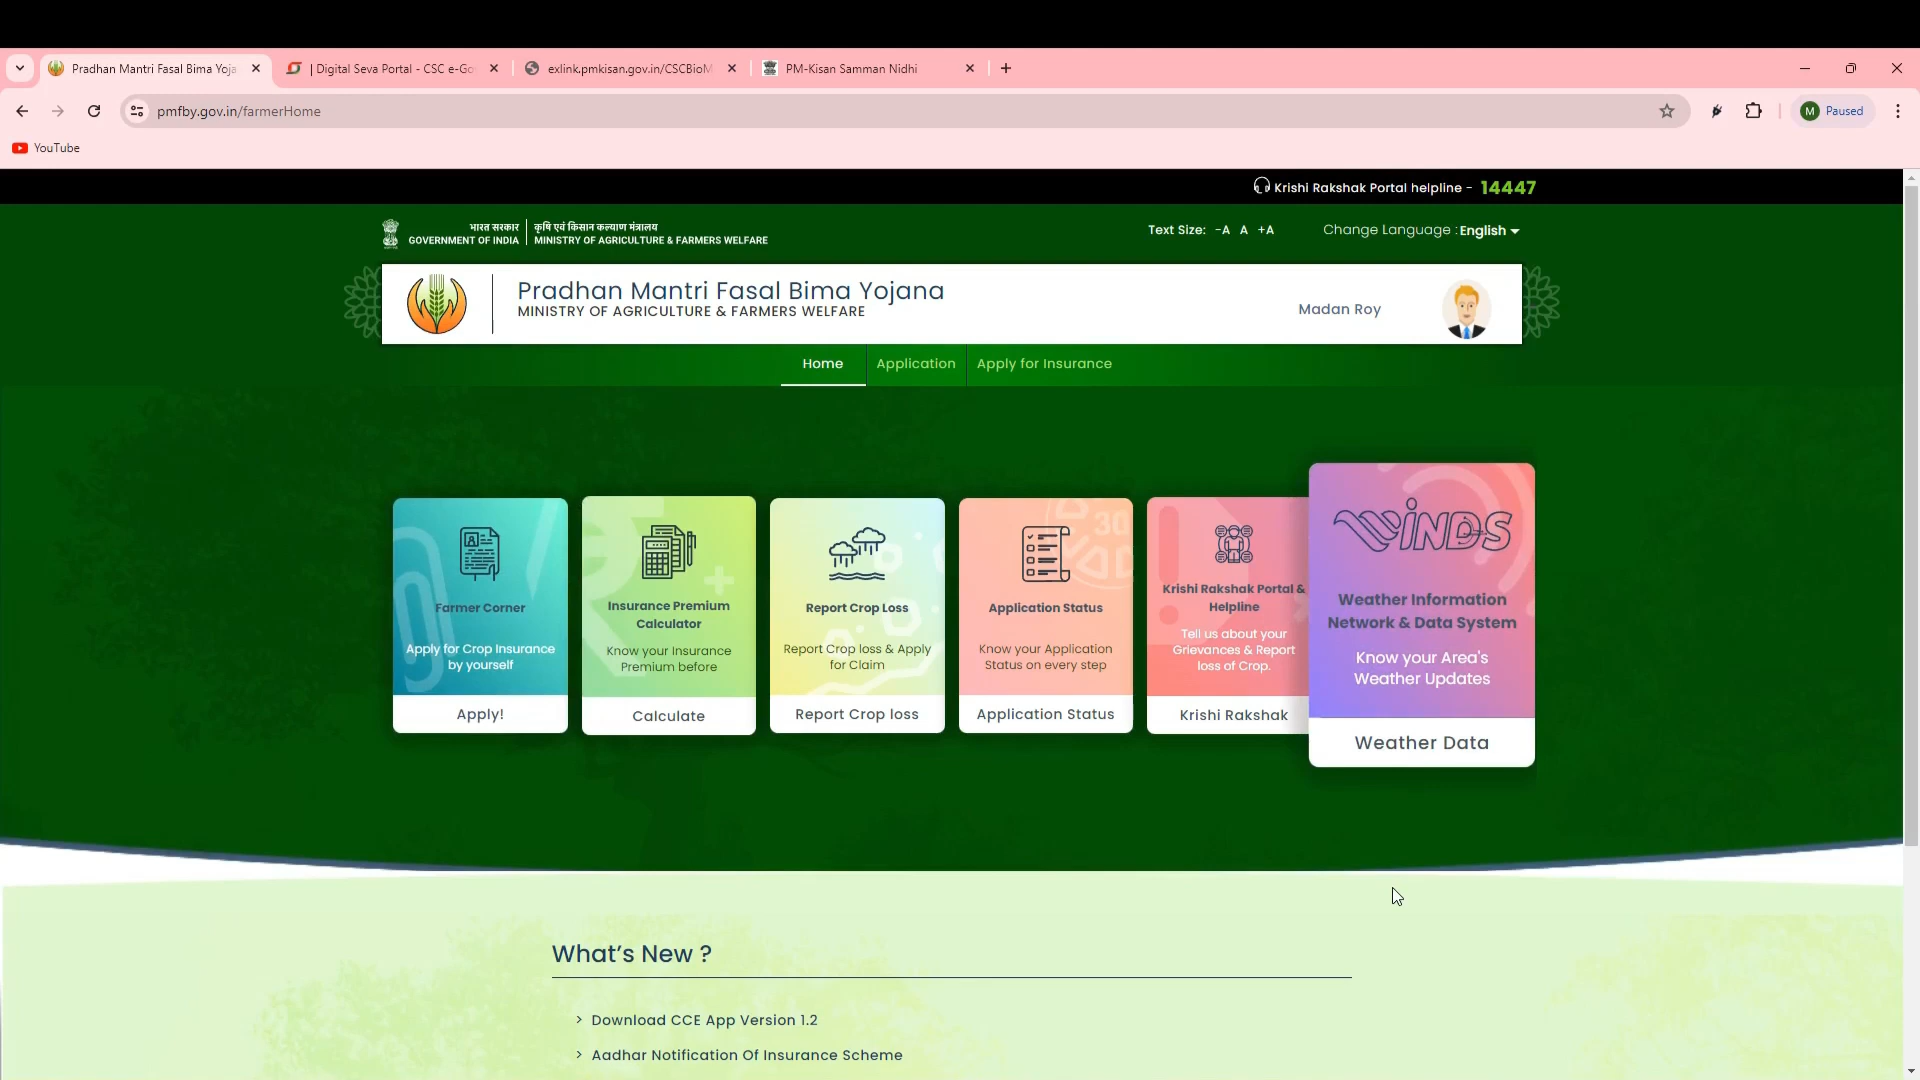 Pradhan Mantri Fasal Bima Yoja
| Digital Seva Portal - CSC e-Go
exlink.pmkisan.gov.in/CSCBioM
PM-Kisan Samman Nidhi
pmfby.gov.in/farmerHome
M Paused
YouTube
Krishi Rakshak Portal helpline - 14447
भारत सरकार
GOVERNMENT OF INDIA
कृषि एवं किसान कल्याण मंत्रालय
MINISTRY OF AGRICULTURE & FARMERS WELFARE
Text Size: -A A +A
Change Language : English
Pradhan Mantri Fasal Bima Yojana
MINISTRY OF AGRICULTURE & FARMERS WELFARE
Madan Roy
Home
Application
Apply for Insurance
Farmer Corner
Apply for Crop Insurance
by yourself
Apply!
Insurance Premium
Calculator
Know your Insurance
Premium before
Calculate
Report Crop Loss
Report Crop loss & Apply
for Claim
Report Crop loss
30
Application Status
Know your Application
Status on every step
Application Status
Krishi Rakshak Portal &
Helpline
Tell us about your
Grievances & Report
loss of Crop.
Krishi Rakshak
WINDS
Weather Information
Network & Data System
Know your Area's
Weather Updates
Weather Data
What's New ?
> Download CCE App Version 1.2
> Aadhar Notification Of Insurance Scheme